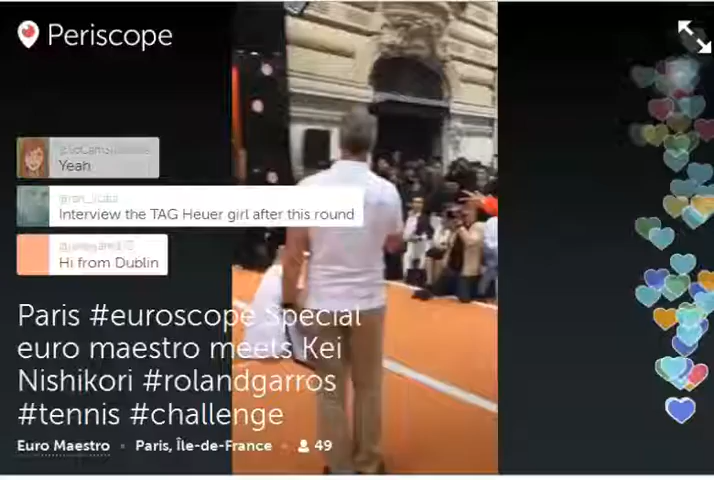 Periscope
Yeah
Interview the TAG Heuer girl after this round
Hi from Dublin
Paris #euroscope Special
euro maestro meets Kei
Nishikori #rolandgarros
#tennis #challenge
Euro Maestro • Paris, Île-de-France • 49